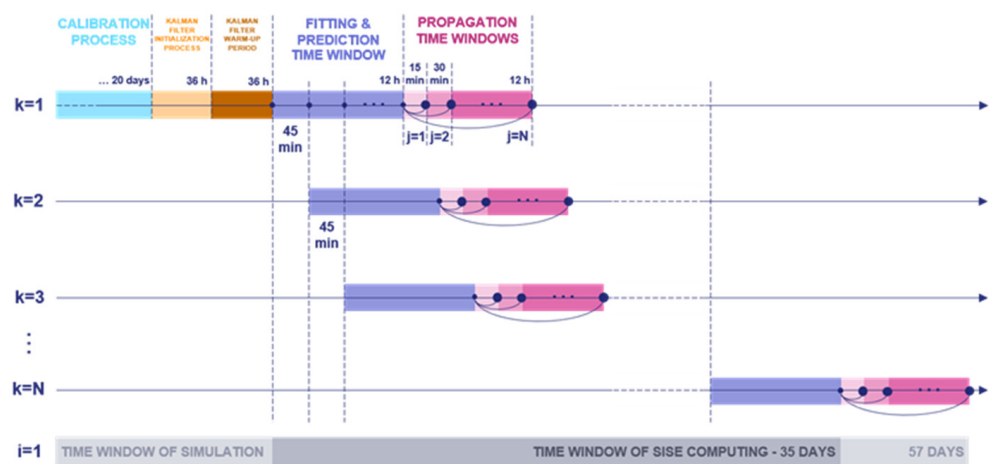 CALIBRATION
PROCESS
KALMAN
FILTER
INITIALIZATION
PROCESS
KALMAN
FILTER
WARM-UP
PERIOD
FITTING &
PREDICTION
TIME WINDOW
PROPAGATION
TIME WINDOWS
... 20 days
36 h
36 h
12 h
15
min
30
min
12 h
k=1
...
...
45
min
j=1
j=2
j=N
k=2
...
45
min
k=3
...
⋮
k=N
...
i=1
TIME WINDOW OF SIMULATION
TIME WINDOW OF SISE COMPUTING - 35 DAYS
57 DAYS